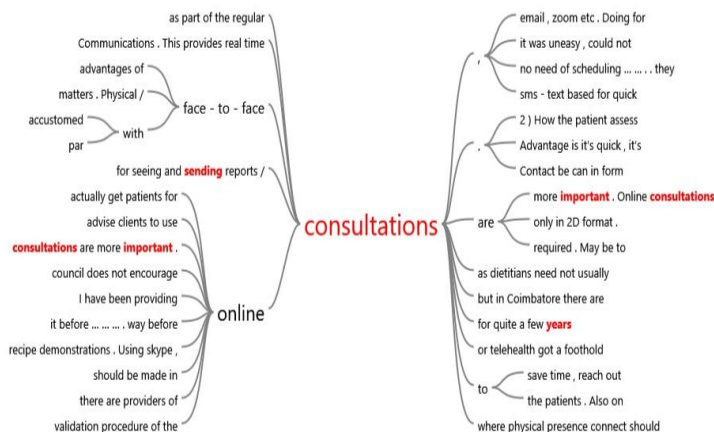 as part of the regular
Communications . This provides real time
advantages of
matters . Physical /
face - to - face
accustomed
with
par
for seeing and sending reports /
actually get patients for
advise clients to use
consultations are more important .
council does not encourage
I have been providing
online
it before ... ... ... . way before
recipe demonstrations . Using skype ,
should be made in
there are providers of
validation procedure of the
consultations
email , zoom etc . Doing for
it was uneasy , could not
,
no need of scheduling ... ... . . they
sms - text based for quick
2 ) How the patient assess
.
Advantage is it's quick , it's
Contact be can in form
more important . Online consultations
are
only in 2D format .
required . May be to
as dietitians need not usually
but in Coimbatore there are
for quite a few years
or telehealth got a foothold
to
save time , reach out
the patients . Also on
where physical presence connect should